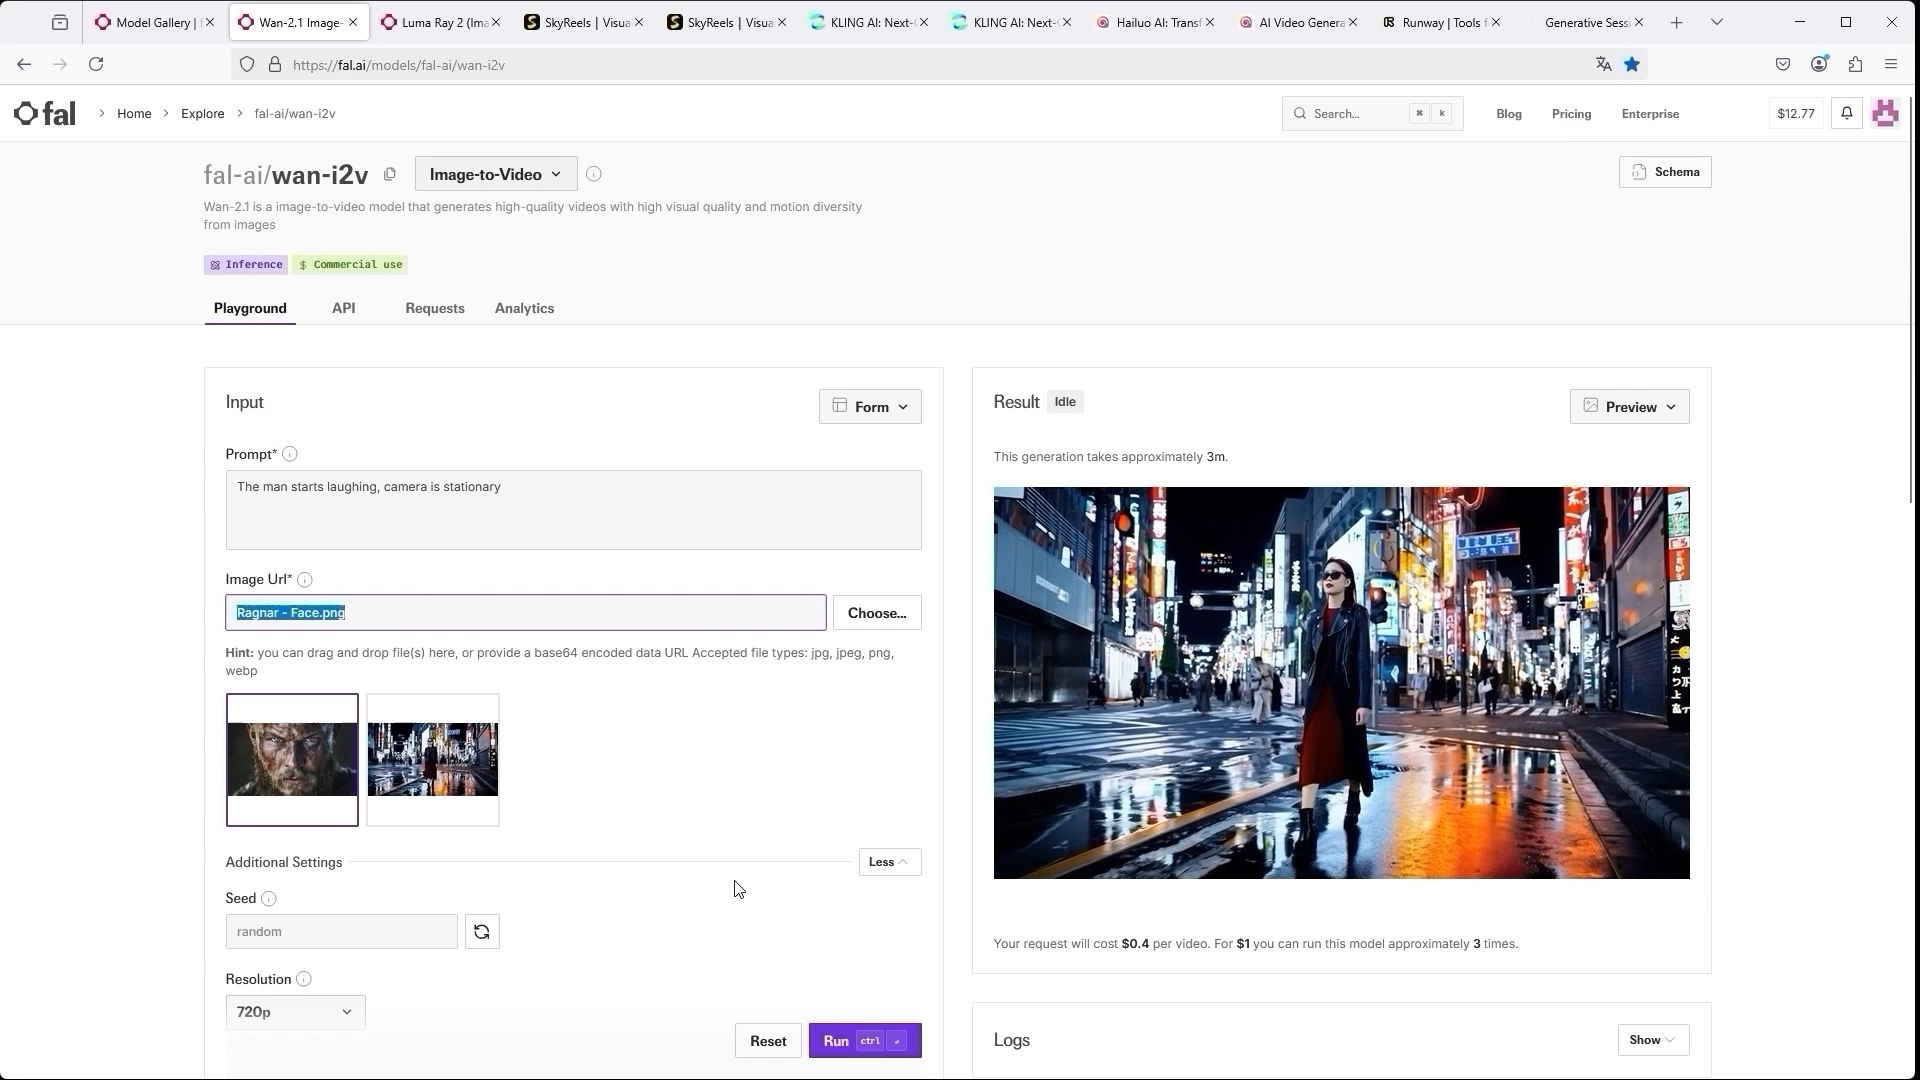 Model Gallery |
Wan-2.1 Image-
Luma Ray 2 (Ima
SkyReels | Visua
SkyReels | Visua
KLING AI: Next-
KLING AI: Next-
Hailuo AI: Transf
AI Video Genera
Runway | Tools f
Generative Sessi
https://fal.ai/models/fal-ai/wan-i2v
fal
Home
Explore
fal-ai/wan-i2v
Search...
k
Blog
Pricing
Enterprise
$12.77
fal-ai/wan-i2v
Image-to-Video
Schema
Wan-2.1 is a image-to-video model that generates high-quality videos with high visual quality and motion diversity
from images
Inference
$ Commercial use
Playground
API
Requests
Analytics
Input
Form
Prompt*
The man starts laughing, camera is stationary
Image Url*
Ragnar - Face.png
Choose...
Hint: you can drag and drop file(s) here, or provide a base64 encoded data URL Accepted file types: jpg, jpeg, png,
webp
Additional Settings
Less
Seed
random
Resolution
720p
Reset
Run ctrl
Result
Idle
Preview
This generation takes approximately 3m.
Your request will cost $0.4 per video. For $1 you can run this model approximately 3 times.
Logs
Show